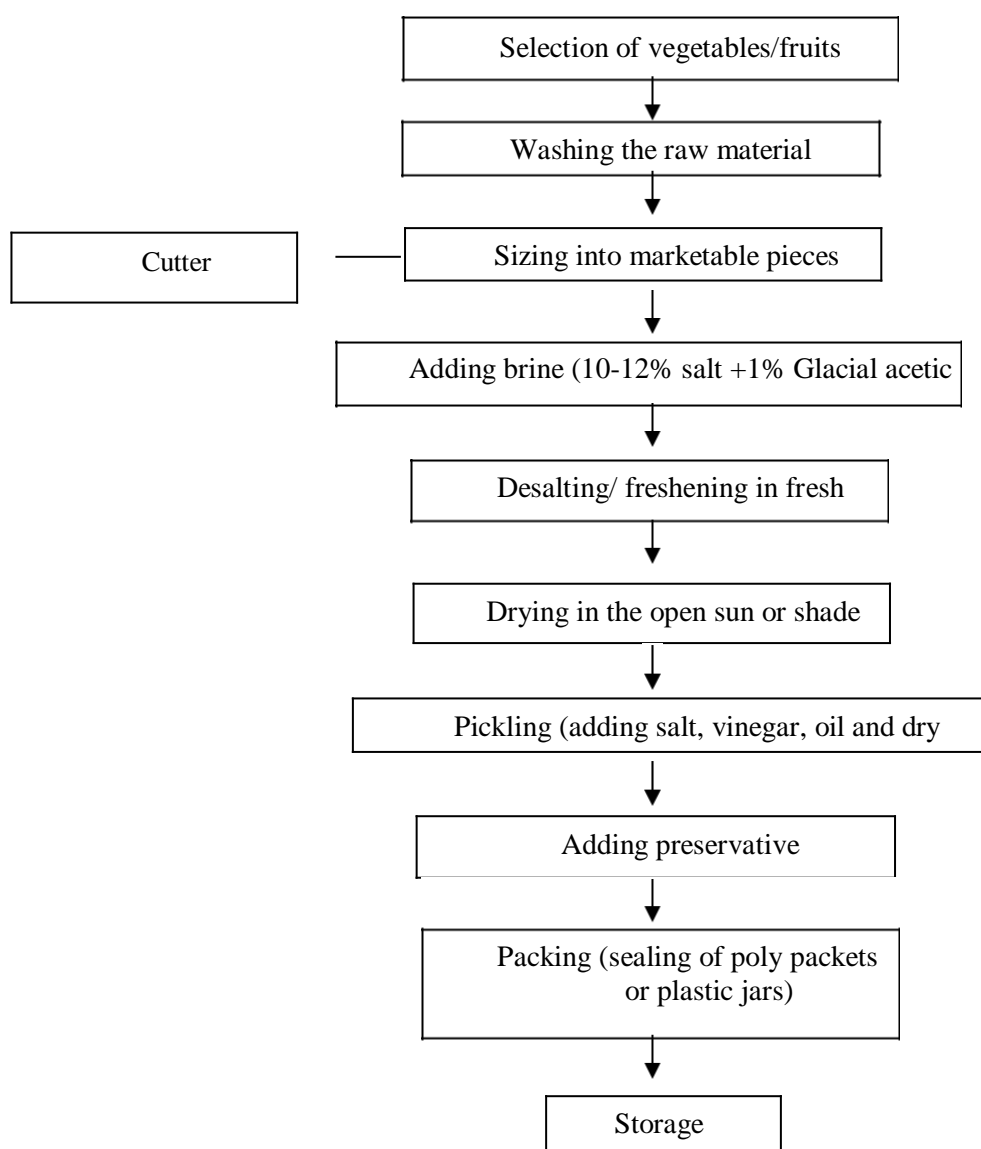 Selection of vegetables/fruits
Washing the raw material
Cutter
Sizing into marketable pieces
Adding brine (10-12% salt +1% Glacial acetic
Desalting/ freshening in fresh
Drying in the open sun or shade
Pickling (adding salt, vinegar, oil and dry
Adding preservative
Packing (sealing of poly packets
or plastic jars)
Storage